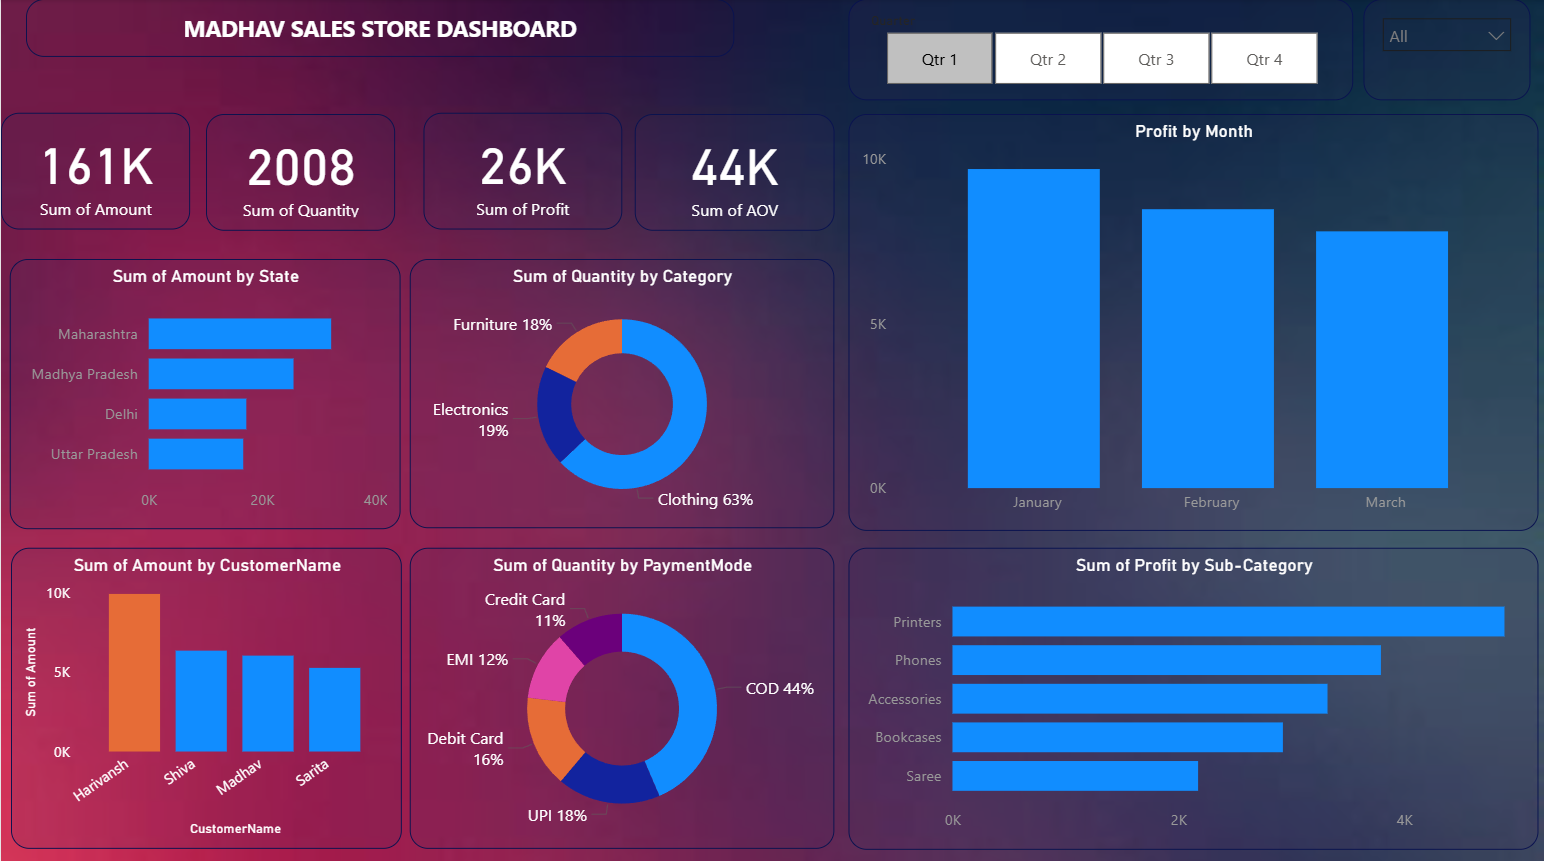 MADHAV SALES STORE DASHBOARD
Qtr 1
Qtr 2
Qtr 3
Qtr 4
All
161K
Sum of Amount
2008
Sum of Quantity
26K
Sum of Profit
44K
Sum of AOV
Profit by Month
10K
5K
0K
January
February
March
Sum of Amount by State
Maharashtra
Madhya Pradesh
Delhi
Uttar Pradesh
0K
20K
40K
Sum of Quantity by Category
Furniture 18%
Electronics
19%
Clothing 63%
Sum of Amount by CustomerName
10K
5K
0K
Sum of Amount
Harivansh
Shiva
Madhav
Sarita
CustomerName
Sum of Quantity by PaymentMode
Credit Card
11%
EMI 12%
COD 44%
Debit Card
16%
UPI 18%
Sum of Profit by Sub-Category
Printers
Phones
Accessories
Bookcases
Saree
0K
2K
4K